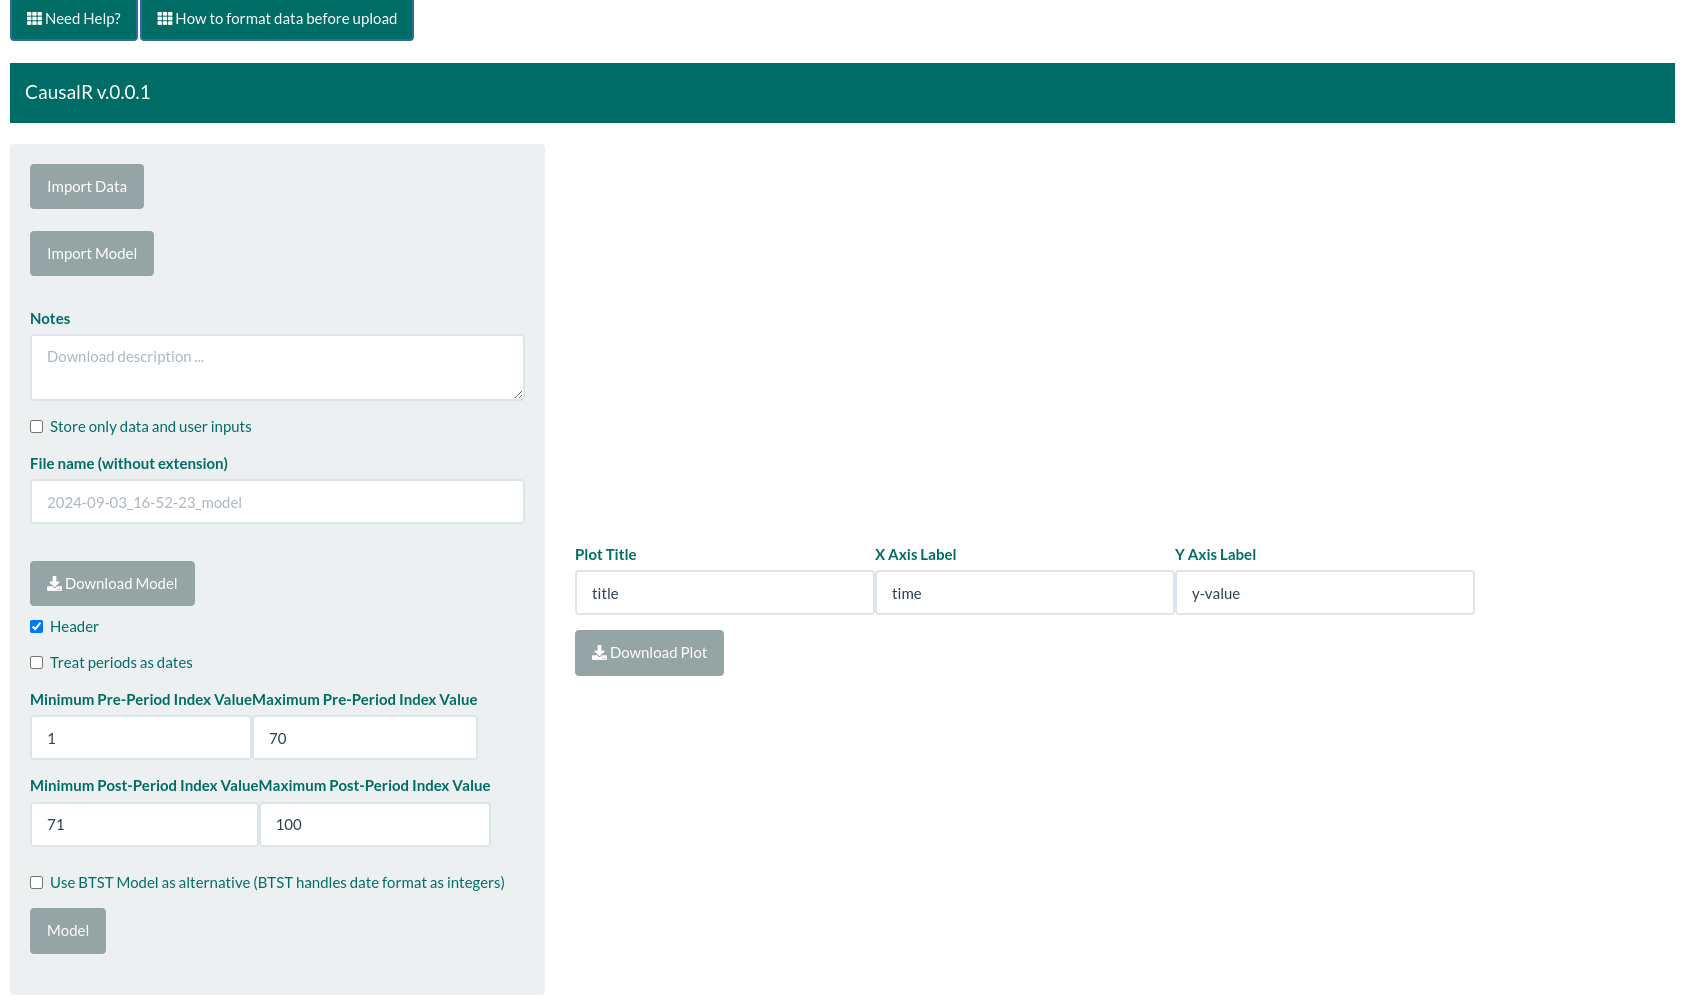 Need Help? How to format data before upload
CausalR v.0.0.1
Import Data
Import Model
Notes
Download description ...
Store only data and user inputs
File name (without extension)
2024-09-03_16-52-23_model
Download Model
Header
Treat periods as dates
Minimum Pre-Period Index Value Maximum Pre-Period Index Value
1 70
Minimum Post-Period Index Value Maximum Post-Period Index Value
71 100
Use BTST Model as alternative (BTST handles date format as integers)
Model
Plot Title X Axis Label Y Axis Label
title time y-value
Download Plot